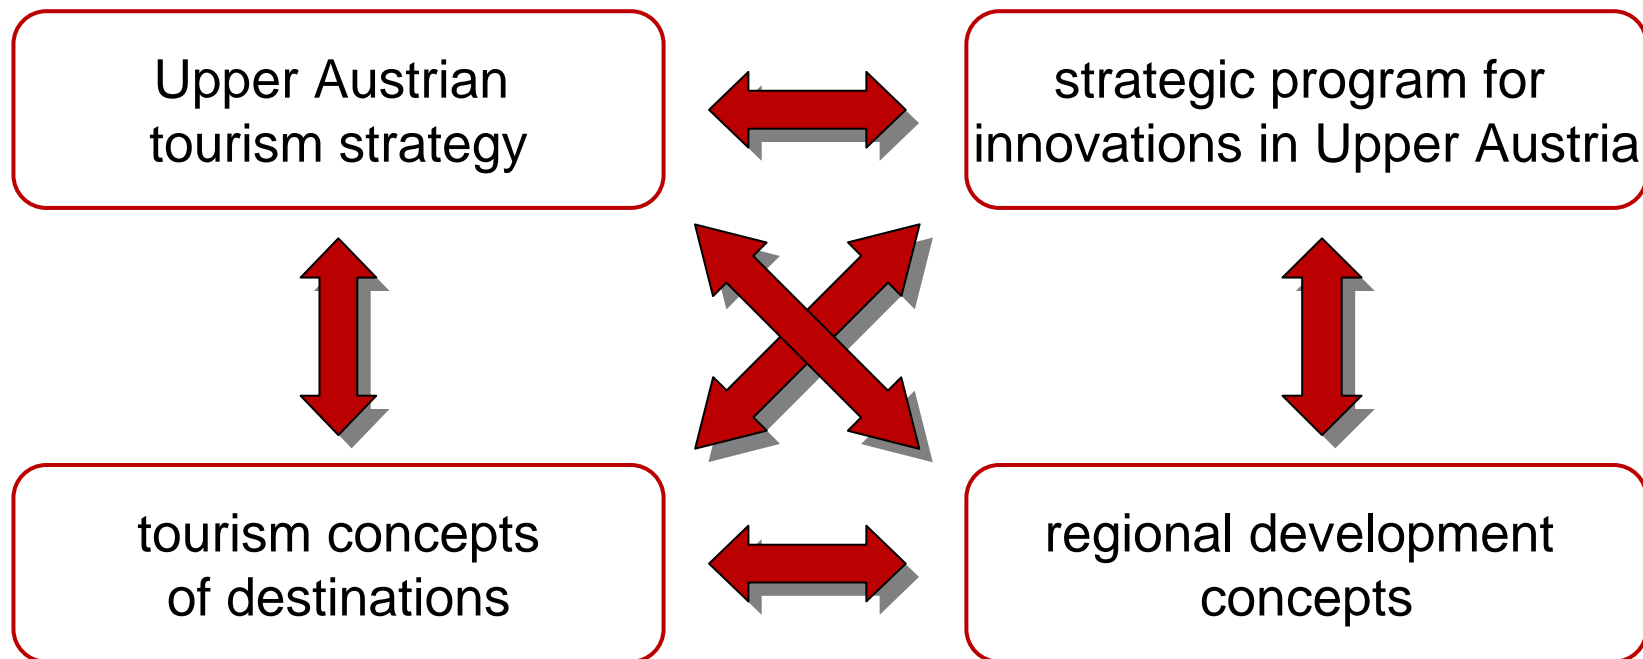 Upper Austrian
tourism strategy
strategic program for
innovations in Upper Austria
tourism concepts
of destinations
regional development
concepts